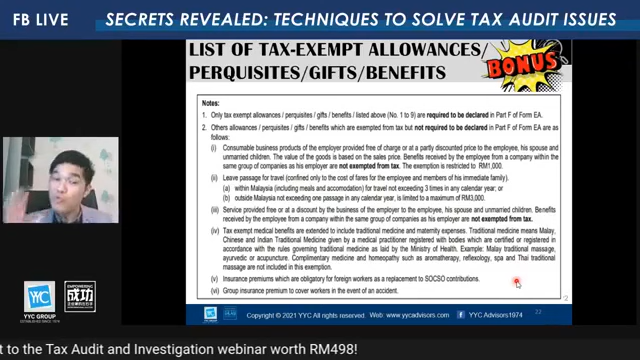 FB LIVE
SECRETS REVEALED: TECHNIQUES TO SOLVE TAX AUDIT ISSUES
LIST OF TAX-EXEMPT ALLOWANCES/
PERQUISITES/GIFTS/BENEFITS
BONUS
Notes:
1. Only tax exempt allowances / perquisites / gifts / benefits / listed above (No. 1 to 9) are required to be declared in Part F of Form EA.
2. Others allowances / perquisites / gifts / benefits which are exempted from tax but not required to be declared in Part F of Form EA are as
follows:
(i) Consumable business products of the employer provided free of charge or at a partly discounted price to the employee, his spouse and
unmarried children. The value of the goods is based on the sales price. Benefits received by the employee from a company within the
same group of companies as his employer are not exempted from tax. The exemption is restricted to RM1,000.
(ii) Leave passage for travel (confined only to the cost of fares for the employee and members of his immediate family).
(a) within Malaysia (including meals and accomodation) for travel not exceeding 3 times in any calendar year; or
(b) outside Malaysia not exceeding one passage in any calendar year, is limited to a maximum of RM3,000.
(iii) Service provided free or at a discount by the business of the employer to the employee, his spouse and unmarried children. Benefits
received by the employee from a company within the same group of companies as his employer are not exempted from tax.
(iv) Tax exempt medical benefits are extended to include traditional medicine and maternity expenses. Traditional medicine means Malay,
Chinese and Indian Traditional Medicine given by a medical practitioner registered with bodies which are certified or registered in
accordance with the rules governing traditional medicine as laid by the Ministry of Health. Example: Malay traditional massage,
ayurvedic or acupuncture. Complimentary medicine and homeopathy such as aromatherapy, reflexology, spa and Thai traditional
massage are not included in this exemption.
(v) Insurance premiums which are obligatory for foreign workers as a replacement to SOCSO contributions.
(vi) Group insurance premium to cover workers in the event of an accident.
YYC
YYC GROUP
EMPOWERING
成功
Copyright © 2021 YYC
Website: www.yycadvisors.com
YYC Advisors1974
22
t to the Tax Audit and Investigation webinar worth RM498!